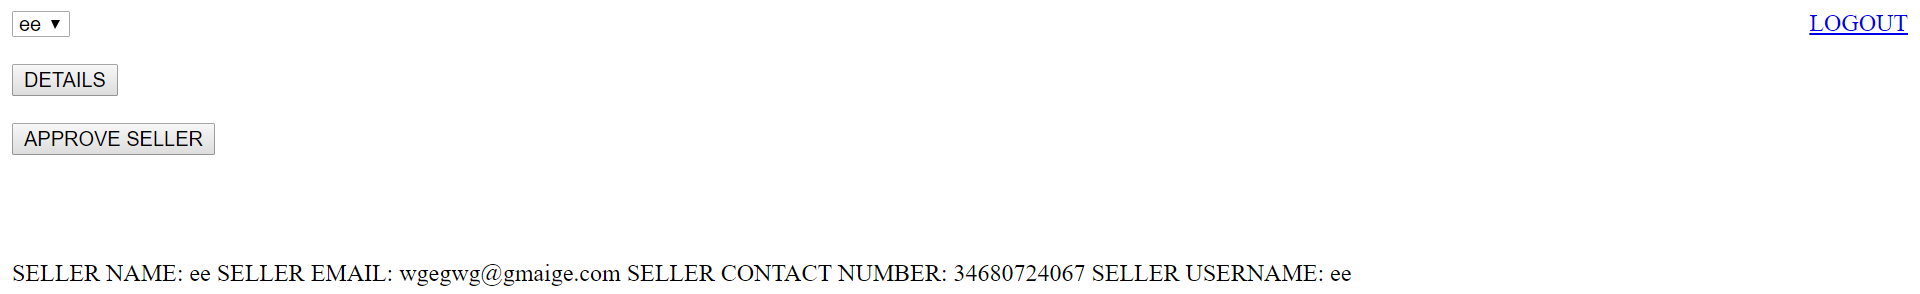 ee
LOGOUT
DETAILS
APPROVE SELLER
SELLER NAME: ee SELLER EMAIL: wgegwg@gmaige.com SELLER CONTACT NUMBER: 34680724067 SELLER USERNAME: ee